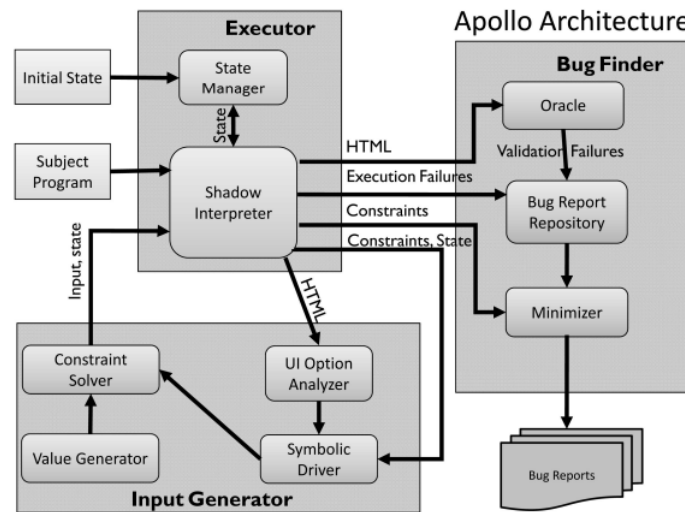 Apollo Architecture
Executor
Bug Finder
Initial State
State
Manager
Oracle
State
HTML
Validation Failures
Subject
Program
Shadow
Interpreter
Execution Failures
Bug Report
Repository
Constraints
Constraints, State
Input, state
HTML
Minimizer
Constraint
Solver
UI Option
Analyzer
Value Generator
Symbolic
Driver
Bug Reports
Input Generator